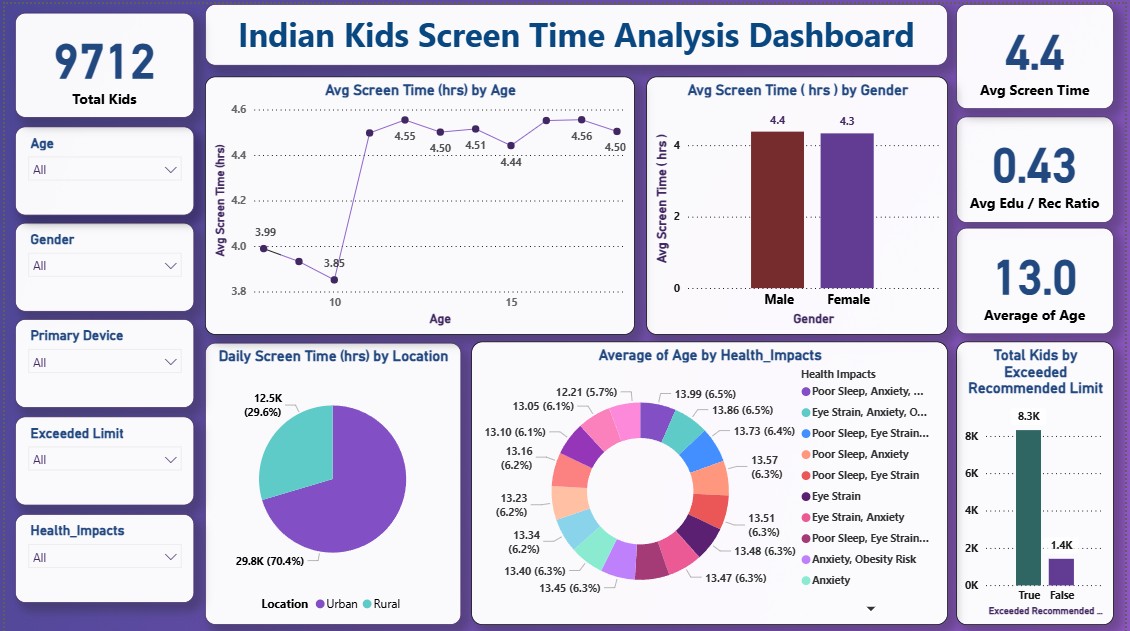 Indian Kids Screen Time Analysis Dashboard
9712
Total Kids
Age
All
Gender
All
Primary Device
All
Exceeded Limit
All
Health_Impacts
All
Avg Screen Time (hrs) by Age
Avg Screen Time (hrs)
4.6
4.4
4.2
4.0
3.8
3.99
3.85
4.55
4.50
4.51
4.44
4.56
4.50
10
15
Age
Avg Screen Time ( hrs ) by Gender
Avg Screen Time ( hrs )
4
2
0
4.4
4.3
Male
Female
Gender
4.4
Avg Screen Time
0.43
Avg Edu / Rec Ratio
13.0
Average of Age
Daily Screen Time (hrs) by Location
12.5K
(29.6%)
29.8K (70.4%)
Location Urban Rural
Average of Age by Health_Impacts
13.99 (6.5%)
13.86 (6.5%)
13.73 (6.4%)
13.57
(6.3%)
13.51
(6.3%)
13.48 (6.3%)
13.47 (6.3%)
13.45 (6.3%)
13.40 (6.3%)
13.34
(6.2%)
13.23
(6.2%)
13.16
(6.2%)
13.10 (6.1%)
13.05 (6.1%)
12.21 (5.7%)
Health Impacts
Poor Sleep, Anxiety, ...
Eye Strain, Anxiety, O...
Poor Sleep, Eye Strain...
Poor Sleep, Anxiety
Poor Sleep, Eye Strain
Eye Strain
Eye Strain, Anxiety
Poor Sleep, Eye Strain...
Anxiety, Obesity Risk
Anxiety
Total Kids by
Exceeded
Recommended Limit
8K
6K
4K
2K
0K
8.3K
1.4K
True
False
Exceeded Recommended ...